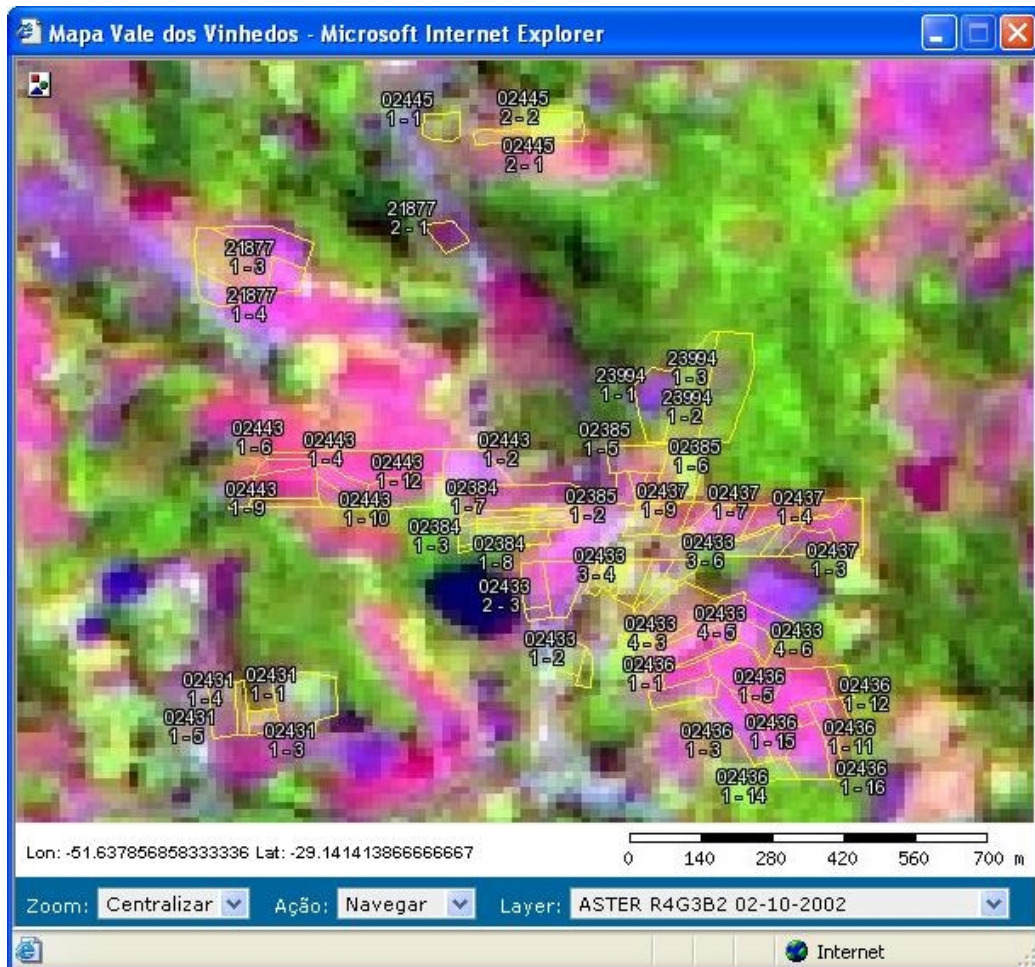 Mapa Vale dos Vinhedos - Microsoft Internet Explorer
02445
1 - 1
02445
2 - 2
02445
2 - 1
21877
2 - 1
21877
1 - 3
21877
1 - 4
23994
1 - 3
23994
1 - 1
23994
1 - 2
02443
1 - 6
02443
1 - 4
02443
1 - 2
02385
1 - 5
02385
1 - 6
02443
1 - 12
02443
1 - 9
02443
1 - 10
02384
1 - 7
02385
1 - 2
02437
1 - 9
02437
1 - 7
02437
1 - 4
02384
1 - 3
02384
1 - 8
02433
3 - 4
02433
3 - 6
02437
1 - 3
02433
2 - 3
02433
1 - 2
02433
4 - 3
02433
4 - 5
02433
4 - 6
02431
1 - 4
02431
1 - 1
02436
1 - 1
02436
1 - 5
02436
1 - 12
02431
1 - 5
02431
1 - 3
02436
1 - 3
02436
1 - 15
02436
1 - 11
02436
1 - 14
02436
1 - 16
Lon: -51.637856858333336 Lat: -29.141413866666667
0 140 280 420 560 700 m
Zoom: Centralizar Ação: Navegar Layer: ASTER R4G3B2 02-10-2002
Internet